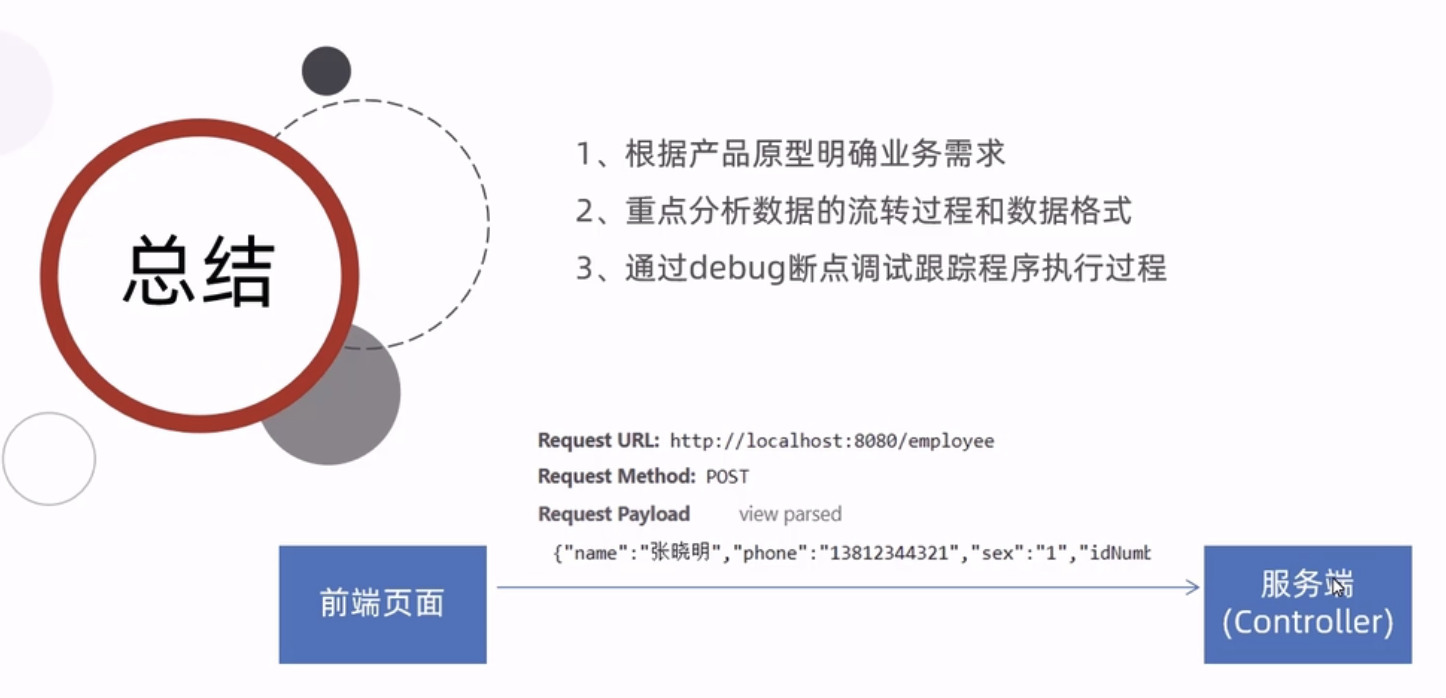 总结
1、根据产品原型明确业务需求
2、重点分析数据的流转过程和数据格式
3、通过debug断点调试跟踪程序执行过程
Request URL: http://localhost:8080/employee
Request Method: POST
Request Payload view parsed
{"name":"张晓明","phone":"13812344321","sex":"1","idNumb
前端页面
服务端
(Controller)